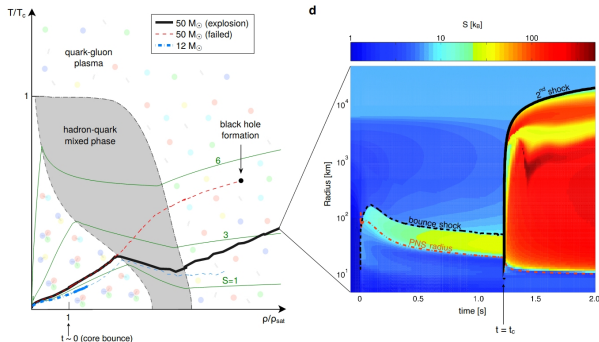 T/T_c
50 M☉ (explosion)
50 M☉ (failed)
12 M☉
quark-gluon
plasma
1
hadron-quark
mixed phase
black hole
formation
6
3
S=1
1
ρ/ρ_sat
t ~ 0 (core bounce)
d
S [k_B]
1
10
100
Radius [km]
10^4
10^3
10^2
10^1
2nd shock
bounce shock
PNS radius
0
0.5
1.0
1.5
2.0
time [s]
t = t_c